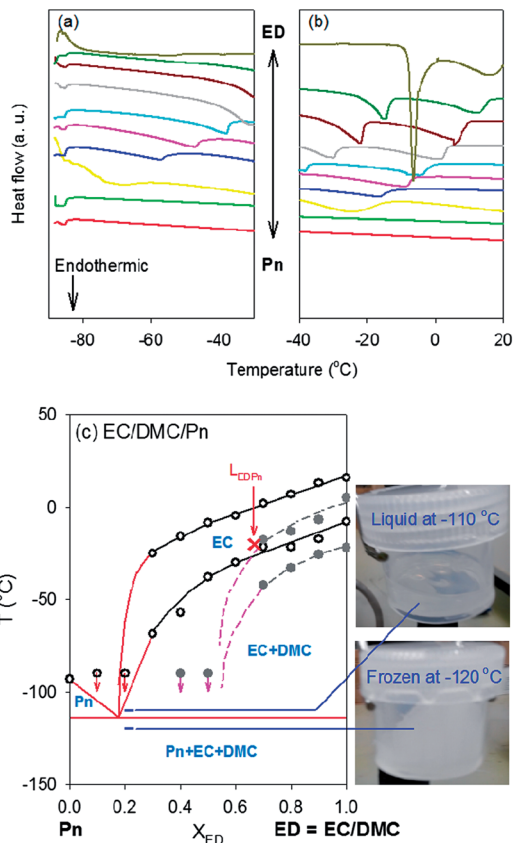 (a)
(b)
ED
Heat flow (a. u.)
Endothermic
Pn
-80
-60
-40
-40
-20
0
20
Temperature (°C)
(c) EC/DMC/Pn
50
0
-50
-100
-150
T (°C)
L_EDPn
EC
EC+DMC
Pn
Pn+EC+DMC
Liquid at -110 °C
Frozen at -120 °C
0.0
0.2
0.4
0.6
0.8
1.0
Pn
X_ED
ED = EC/DMC